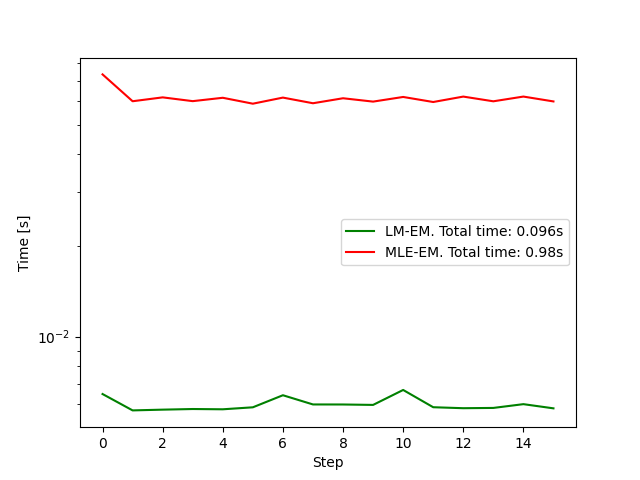 Time [s]
10⁻²
LM-EM. Total time: 0.096s
MLE-EM. Total time: 0.98s
0 2 4 6 8 10 12 14
Step